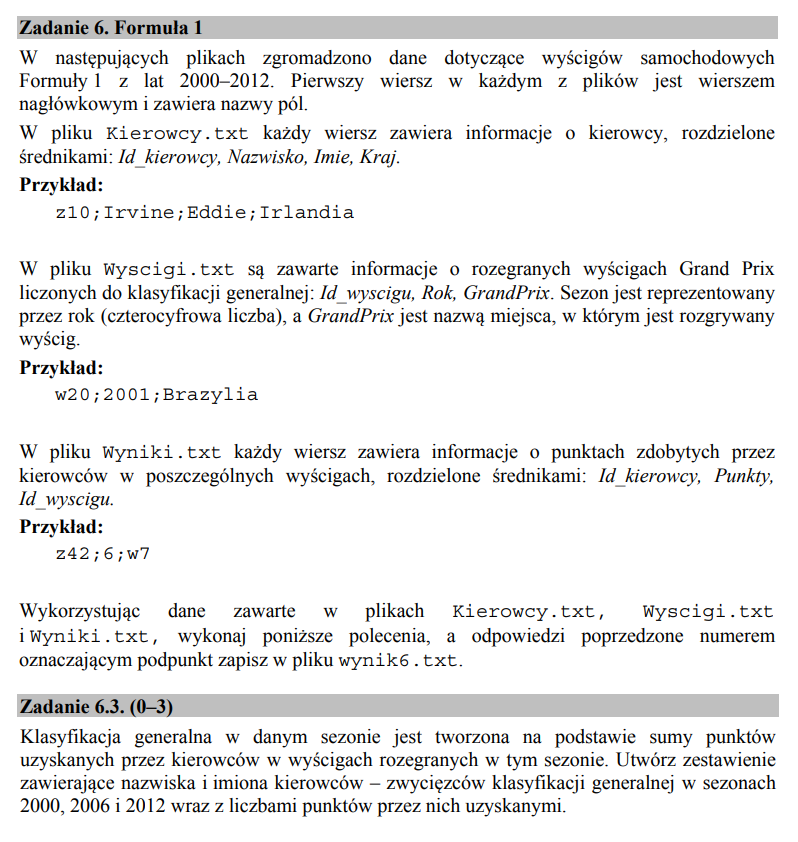 Zadanie 6. Formuła 1
W następujących plikach zgromadzono dane dotyczące wyścigów samochodowych
Formuły 1 z lat 2000–2012. Pierwszy wiersz w każdym z plików jest wierszem
nagłówkowym i zawiera nazwy pól.
W pliku Kierowcy.txt każdy wiersz zawiera informacje o kierowcy, rozdzielone
średnikami: Id_kierowcy, Nazwisko, Imie, Kraj.
Przykład:
z10;Irvine;Eddie;Irlandia
W pliku Wyscigi.txt są zawarte informacje o rozegranych wyścigach Grand Prix
liczonych do klasyfikacji generalnej: Id_wyscigu, Rok, GrandPrix. Sezon jest reprezentowany
przez rok (czterocyfrowa liczba), a GrandPrix jest nazwą miejsca, w którym jest rozgrywany
wyścig.
Przykład:
w20;2001;Brazylia
W pliku Wyniki.txt każdy wiersz zawiera informacje o punktach zdobytych przez
kierowców w poszczególnych wyścigach, rozdzielone średnikami: Id_kierowcy, Punkty,
Id_wyscigu.
Przykład:
z42;6;w7
Wykorzystując dane zawarte w plikach Kierowcy.txt, Wyscigi.txt
i Wyniki.txt, wykonaj poniższe polecenia, a odpowiedzi poprzedzone numerem
oznaczającym podpunkt zapisz w pliku wynik6.txt.
Zadanie 6.3. (0–3)
Klasyfikacja generalna w danym sezonie jest tworzona na podstawie sumy punktów
uzyskanych przez kierowców w wyścigach rozegranych w tym sezonie. Utwórz zestawienie
zawierające nazwiska i imiona kierowców – zwycięzców klasyfikacji generalnej w sezonach
2000, 2006 i 2012 wraz z liczbami punktów przez nich uzyskanymi.